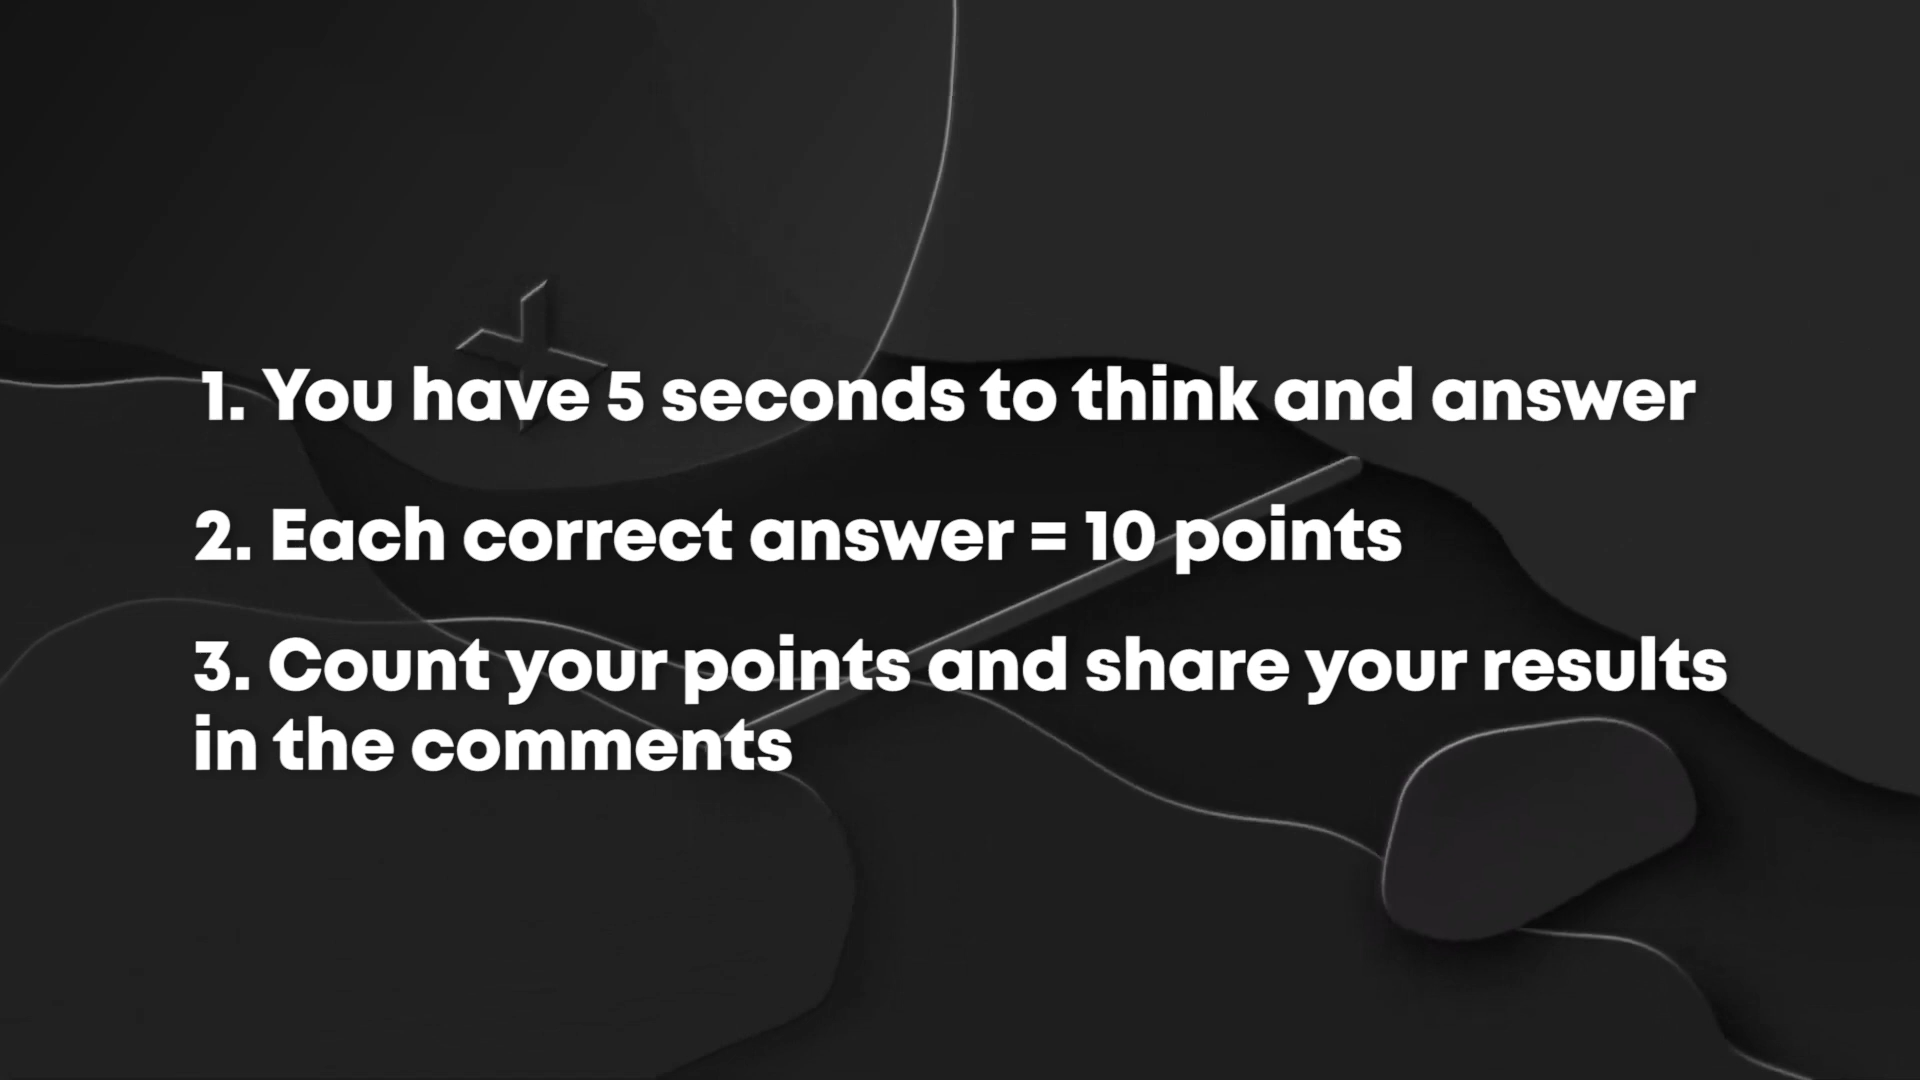 1. You have 5 seconds to think and answer
2. Each correct answer = 10 points
3. Count your points and share your results
in the comments